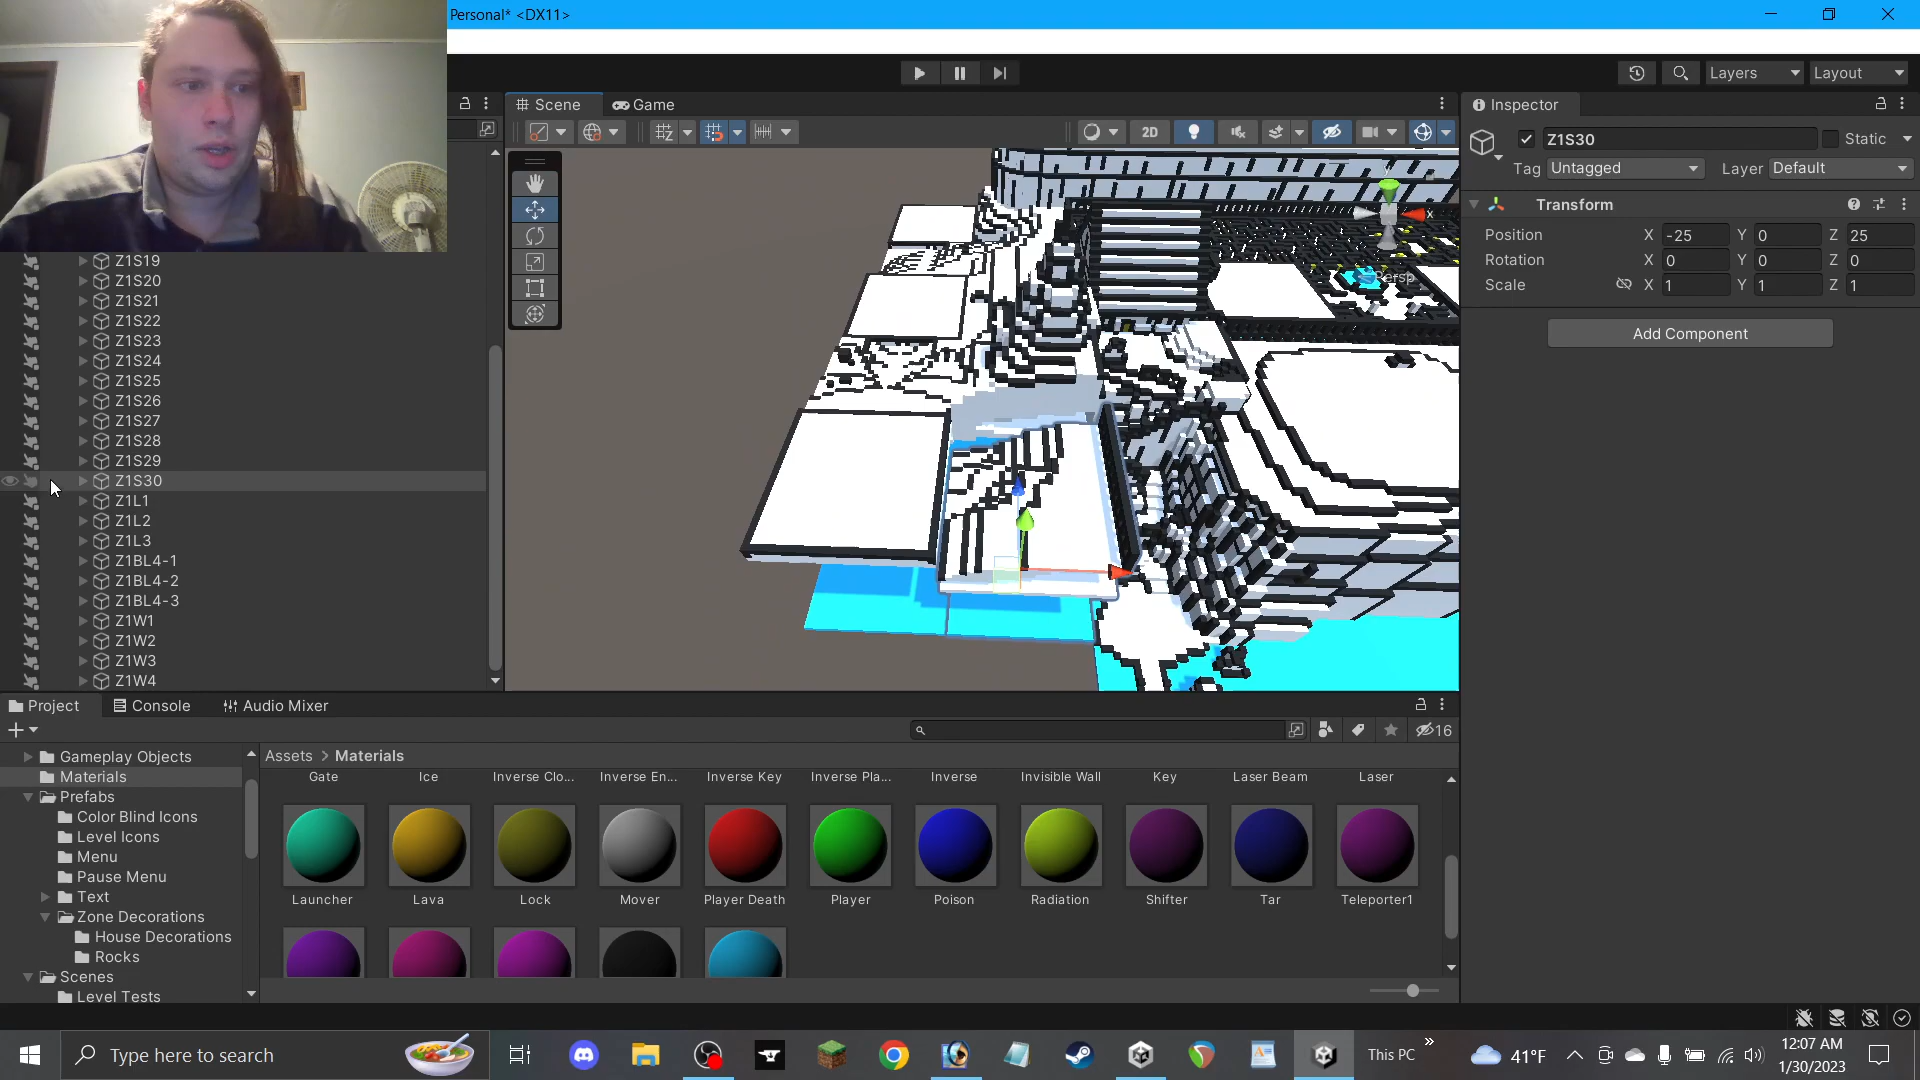 Personal* <DX11>
Layers
Layout
Scene
Game
2D
Inspector
Z1S30
Static
Tag Untagged
Layer Default
Transform
Position X -25 Y 0 Z 25
Rotation X 0 Y 0 Z 0
Scale X 1 Y 1 Z 1
Add Component
y
x
Persp
Z1S19
Z1S20
Z1S21
Z1S22
Z1S23
Z1S24
Z1S25
Z1S26
Z1S27
Z1S28
Z1S29
Z1S30
Z1L1
Z1L2
Z1L3
Z1BL4-1
Z1BL4-2
Z1BL4-3
Z1W1
Z1W2
Z1W3
Z1W4
Project
Console
Audio Mixer
16
Gameplay Objects
Materials
Prefabs
Color Blind Icons
Level Icons
Menu
Pause Menu
Text
Zone Decorations
House Decorations
Rocks
Scenes
Level Tests
Assets > Materials
Gate Ice Inverse Clo... Inverse En... Inverse Key Inverse Pla... Inverse Invisible Wall Key Laser Beam Laser
Launcher Lava Lock Mover Player Death Player Poison Radiation Shifter Tar Teleporter1
Type here to search
This PC
41°F
12:07 AM
1/30/2023